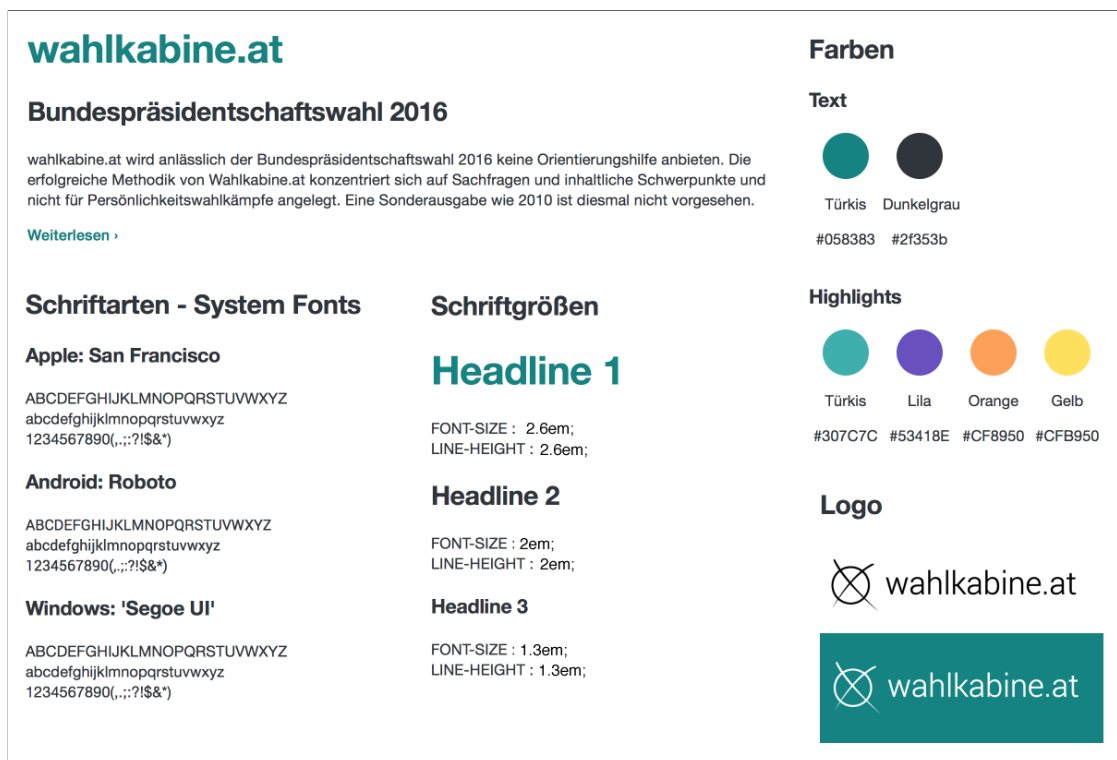 wahlkabine.at
Bundespräsidentschaftswahl 2016
wahlkabine.at wird anlässlich der Bundespräsidentschaftswahl 2016 keine Orientierungshilfe anbieten. Die
erfolgreiche Methodik von Wahlkabine.at konzentriert sich auf Sachfragen und inhaltliche Schwerpunkte und
nicht für Persönlichkeitswahlkämpfe angelegt. Eine Sonderausgabe wie 2010 ist diesmal nicht vorgesehen.
Weiterlesen ›
Schriftarten - System Fonts
Apple: San Francisco
ABCDEFGHIJKLMNOPQRSTUVWXYZ
abcdefghijklmnopqrstuvwxyz
1234567890(,.;:?!$&*)
Android: Roboto
ABCDEFGHIJKLMNOPQRSTUVWXYZ
abcdefghijklmnopqrstuvwxyz
1234567890(,.;:?!$&*)
Windows: 'Segoe UI'
ABCDEFGHIJKLMNOPQRSTUVWXYZ
abcdefghijklmnopqrstuvwxyz
1234567890(,.;:?!$&*)
Schriftgrößen
Headline 1
FONT-SIZE : 2.6em;
LINE-HEIGHT : 2.6em;
Headline 2
FONT-SIZE : 2em;
LINE-HEIGHT : 2em;
Headline 3
FONT-SIZE : 1.3em;
LINE-HEIGHT : 1.3em;
Farben
Text
Türkis Dunkelgrau
#058383 #2f353b
Highlights
Türkis Lila Orange Gelb
#307C7C #53418E #CF8950 #CFB950
Logo
wahlkabine.at
wahlkabine.at